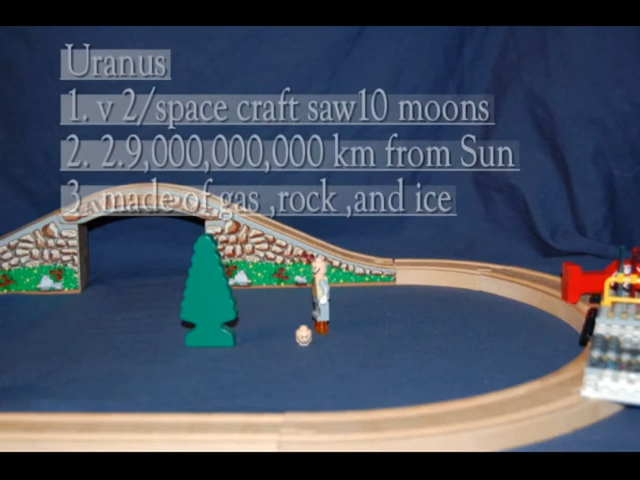 Uranus
1. v 2/space craft saw10 moons
2. 2.9,000,000,000 km from Sun
3. made of gas ,rock ,and ice